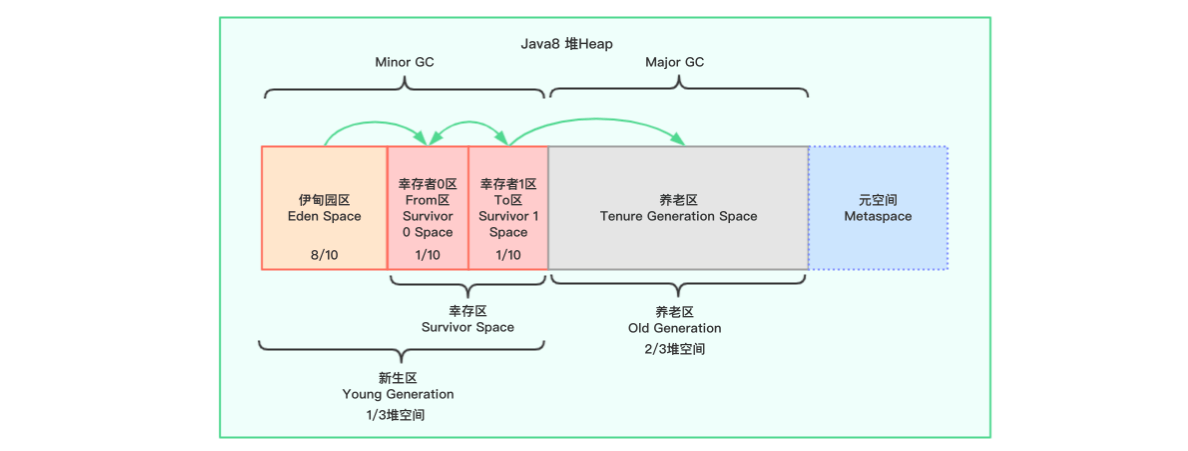 Java8 堆Heap
Minor GC
Major GC
伊甸园区
Eden Space
8/10
幸存者0区
From区
Survivor
0 Space
1/10
幸存者1区
To区
Survivor 1
Space
1/10
养老区
Tenure Generation Space
元空间
Metaspace
幸存区
Survivor Space
养老区
Old Generation
2/3堆空间
新生区
Young Generation
1/3堆空间